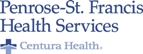 Penrose-St. Francis
Health Services
Centura Health®